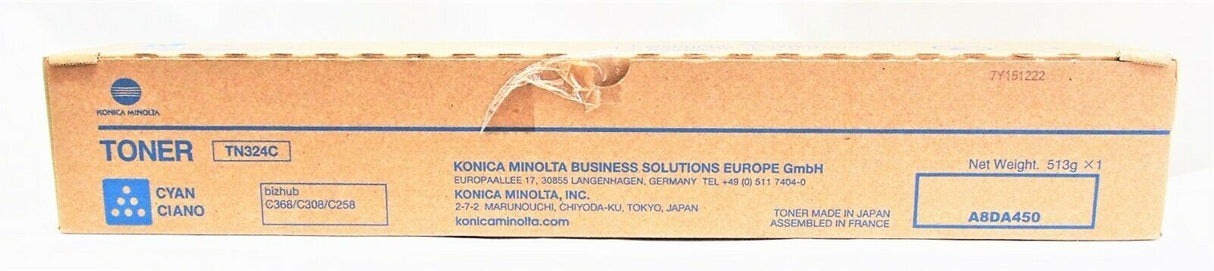 7Y151222
KONICA MINOLTA
TONER TN324C
CYAN
CIANO
bizhub
C368/C308/C258
KONICA MINOLTA BUSINESS SOLUTIONS EUROPE GmbH
EUROPAALLEE 17, 30855 LANGENHAGEN, GERMANY TEL +49 (0) 511 7404-0
KONICA MINOLTA, INC.
2-7-2 MARUNOUCHI, CHIYODA-KU, TOKYO, JAPAN
konicaminolta.com
TONER MADE IN JAPAN
ASSEMBLED IN FRANCE
Net Weight. 513g ×1
A8DA450